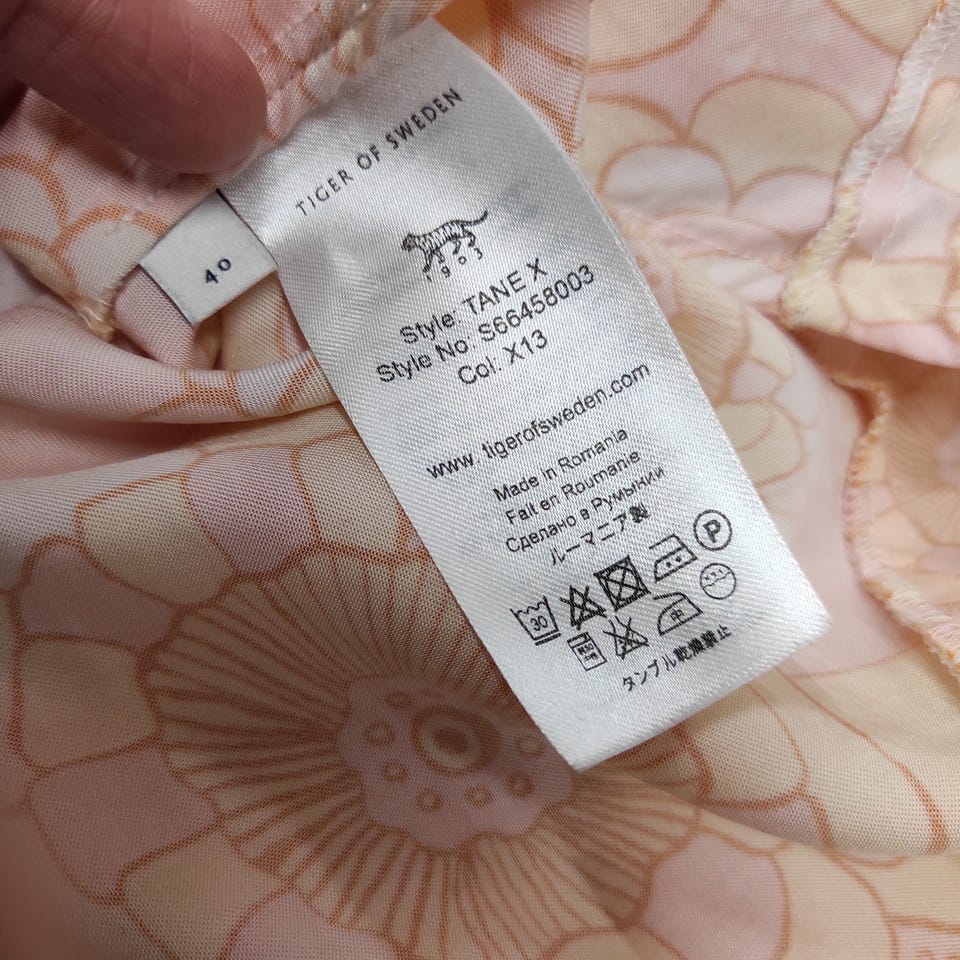 TIGER OF SWEDEN
1903
40
Style: TANE X
Style No. S66458003
Col. X13
www.tigerofsweden.com
Made in Romania
Fait en Roumanie
Сделано в Румынии
ルーマニア製
P
30
タンブル乾燥禁止